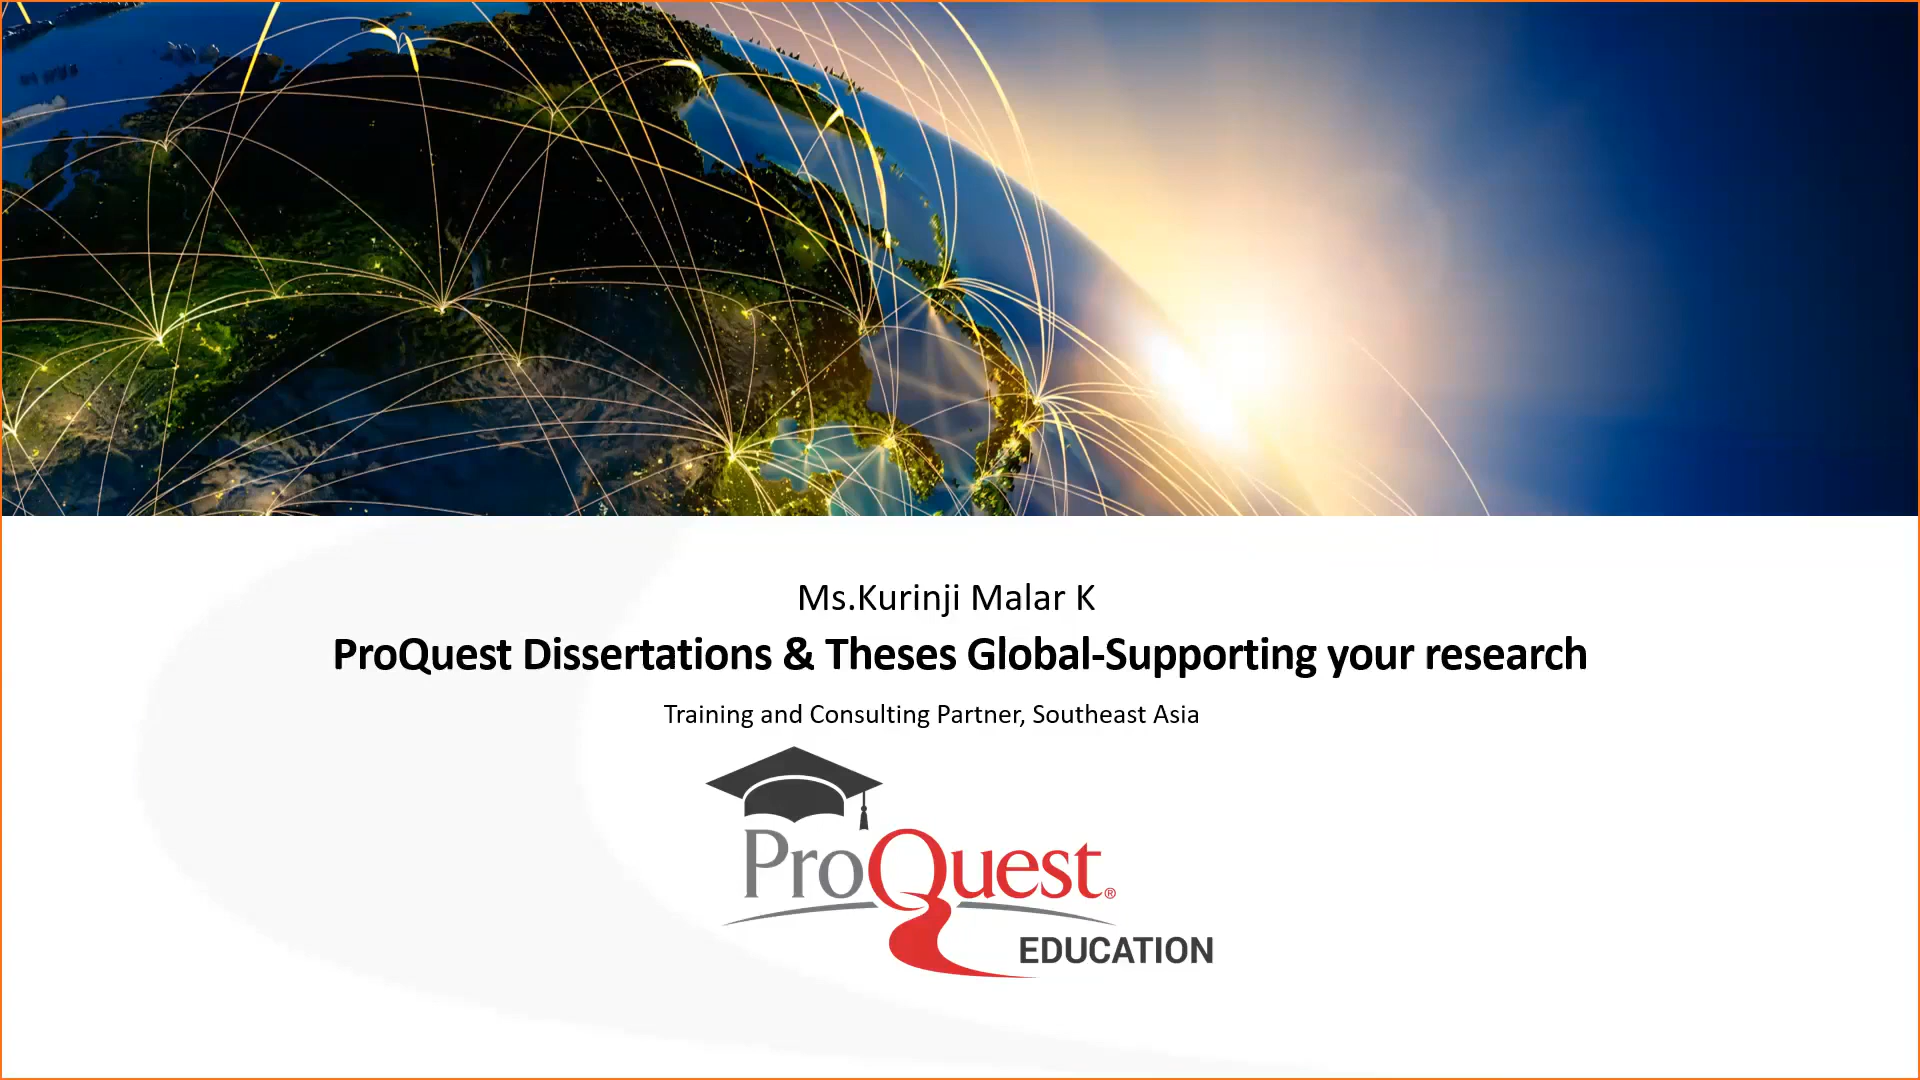 Ms.Kurinji Malar K
ProQuest Dissertations & Theses Global-Supporting your research
Training and Consulting Partner, Southeast Asia
ProQuest®
EDUCATION